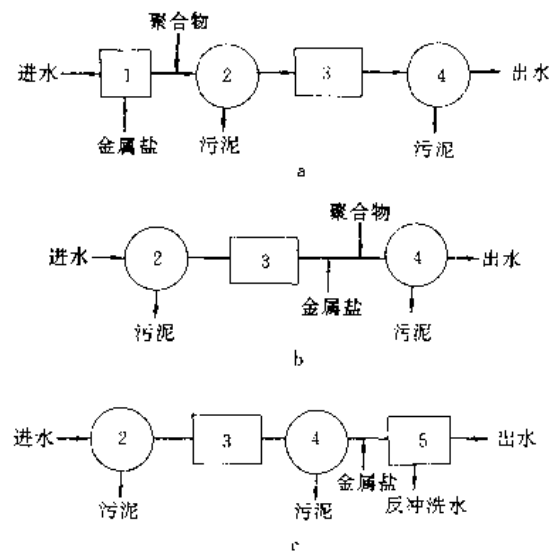 聚合物
进水 1 2 3 4 出水
金属盐 污泥 污泥
a
聚合物
进水 2 3 4 出水
金属盐
污泥 污泥
b
进水 2 3 4 5 出水
金属盐
污泥 污泥 反冲洗水
c